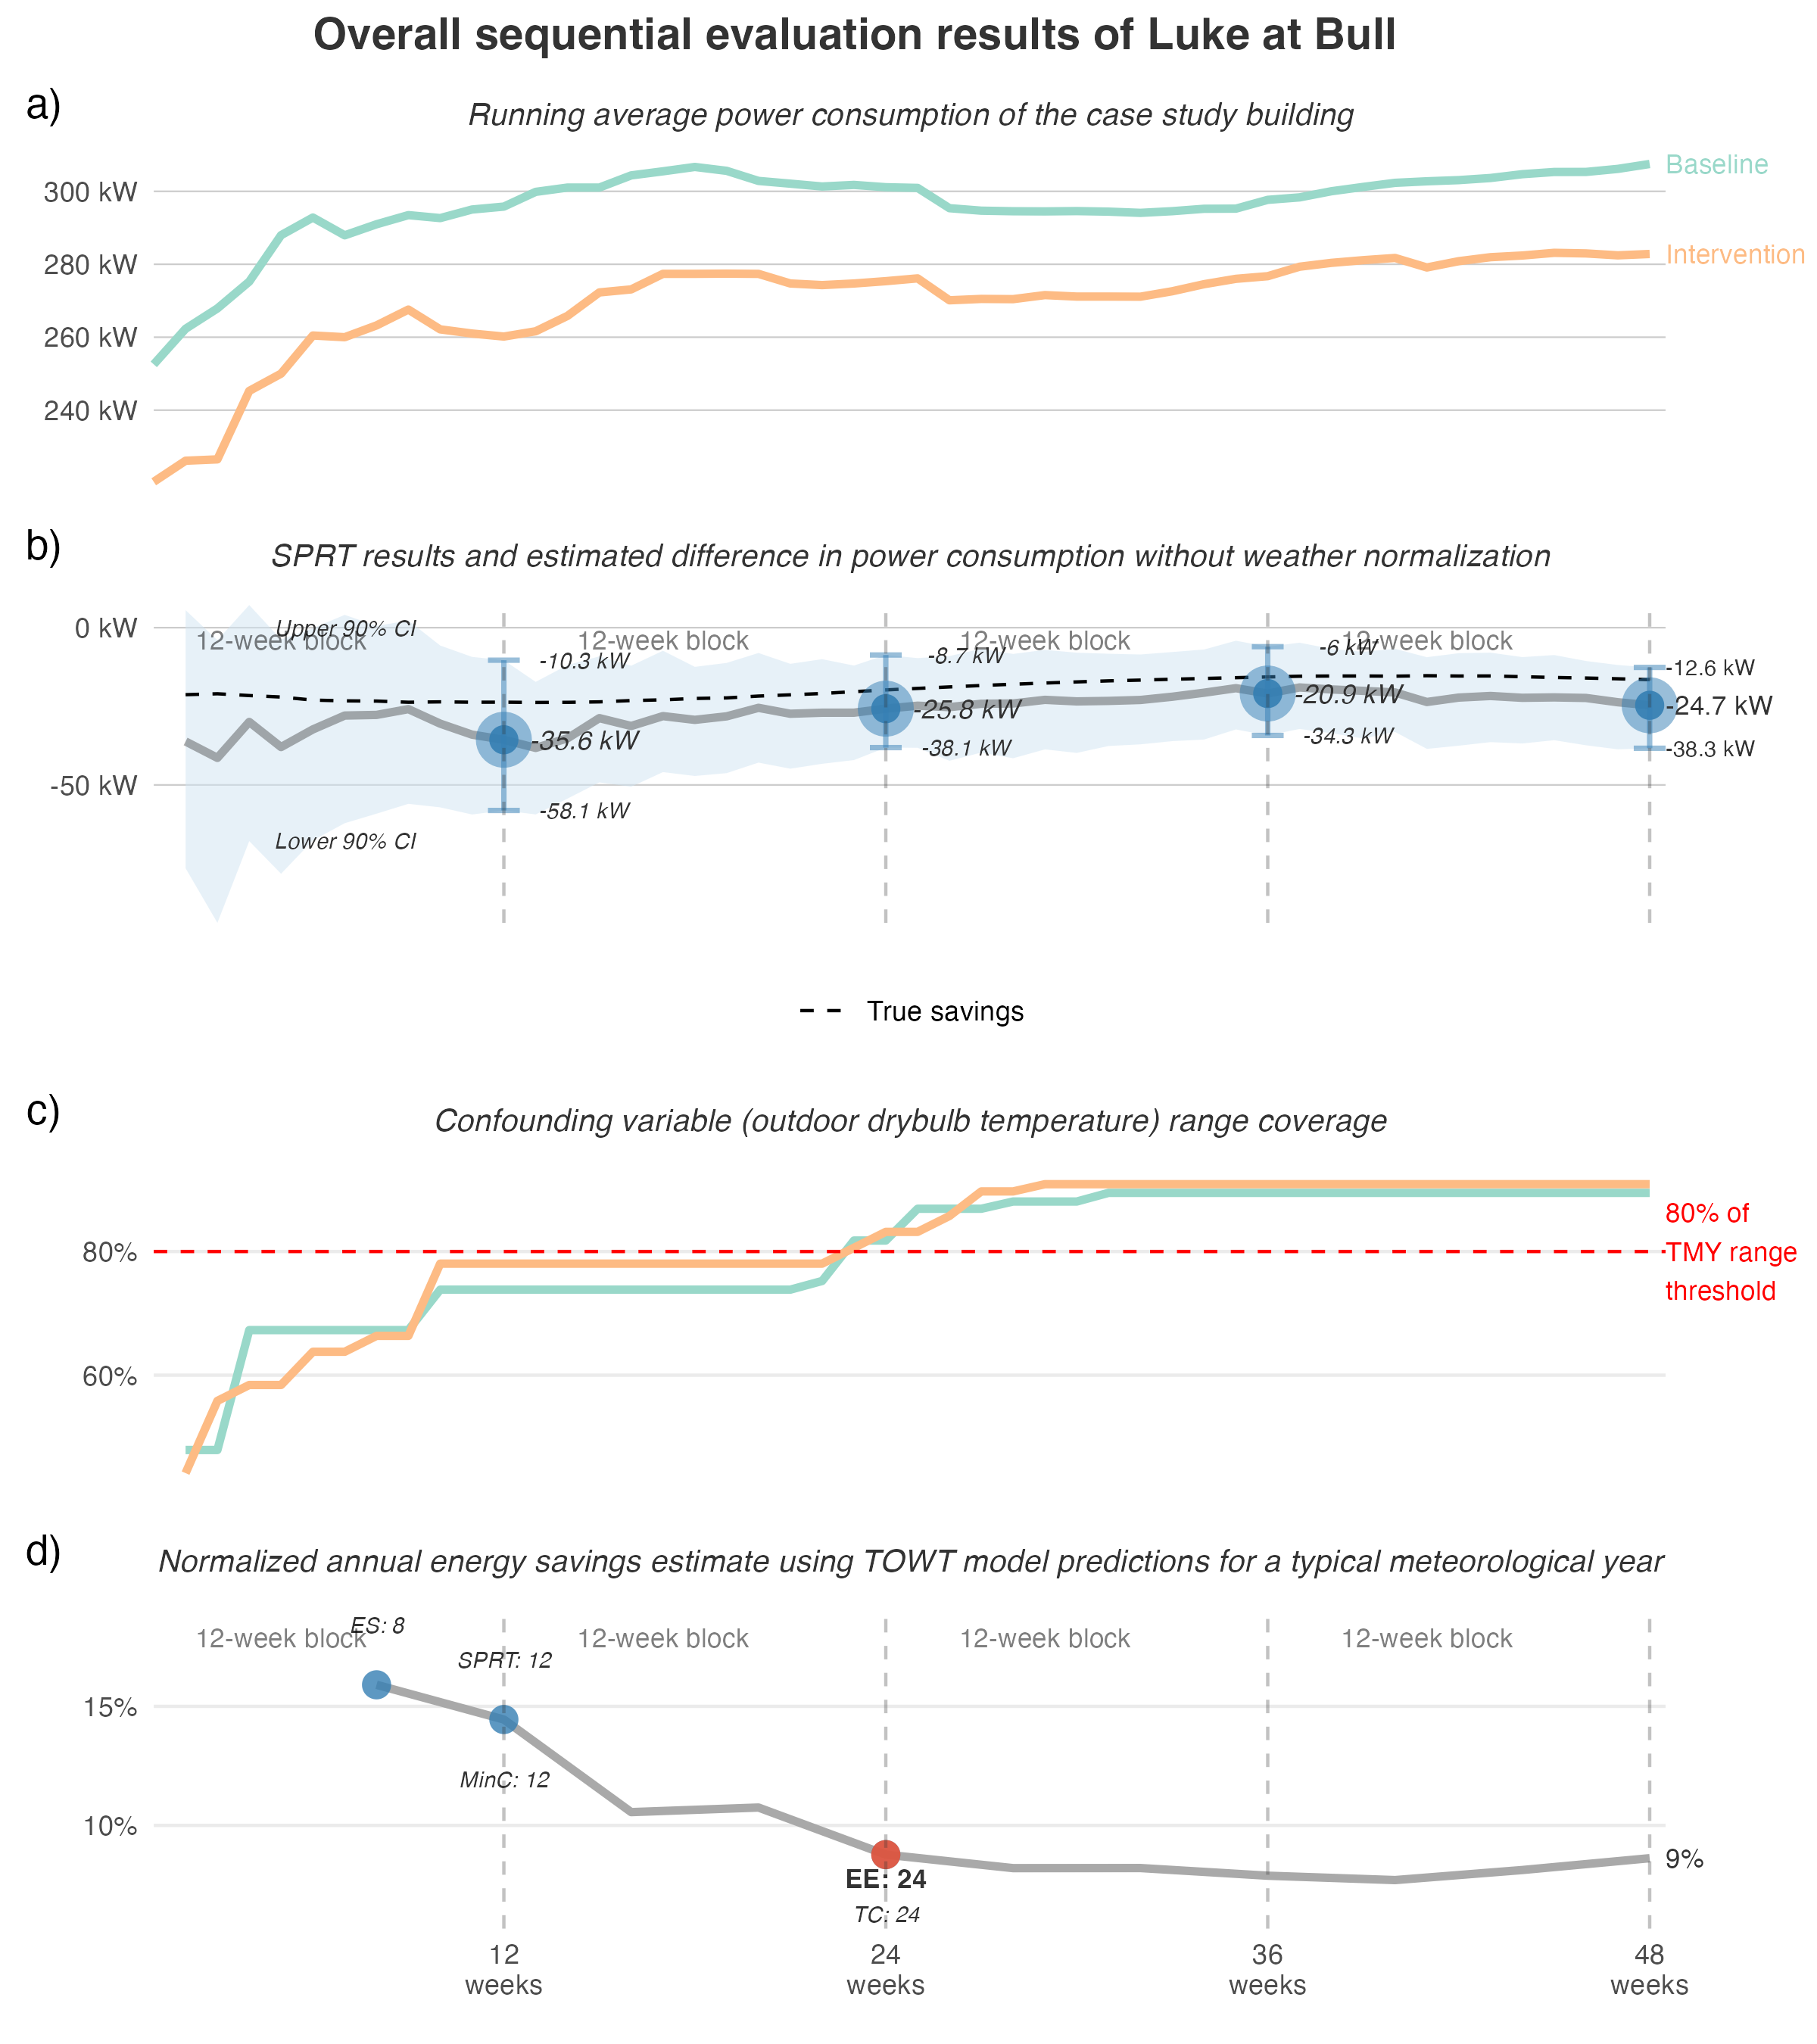 Overall sequential evaluation results of Luke at Bull
a)
Running average power consumption of the case study building
300 kW
280 kW
260 kW
240 kW
Baseline
Intervention
b)
SPRT results and estimated difference in power consumption without weather normalization
0 kW
-50 kW
12-week block
12-week block
12-week block
12-week block
Upper 90% CI
Lower 90% CI
-10.3 kW
-35.6 kW
-58.1 kW
-8.7 kW
-25.8 kW
-38.1 kW
-6 kW
-20.9 kW
-34.3 kW
-12.6 kW
-24.7 kW
-38.3 kW
True savings
c)
Confounding variable (outdoor drybulb temperature) range coverage
80%
60%
80% of
TMY range
threshold
d)
Normalized annual energy savings estimate using TOWT model predictions for a typical meteorological year
12-week block
12-week block
12-week block
12-week block
ES: 8
SPRT: 12
MinC: 12
15%
10%
EE: 24
TC: 24
9%
12
weeks
24
weeks
36
weeks
48
weeks